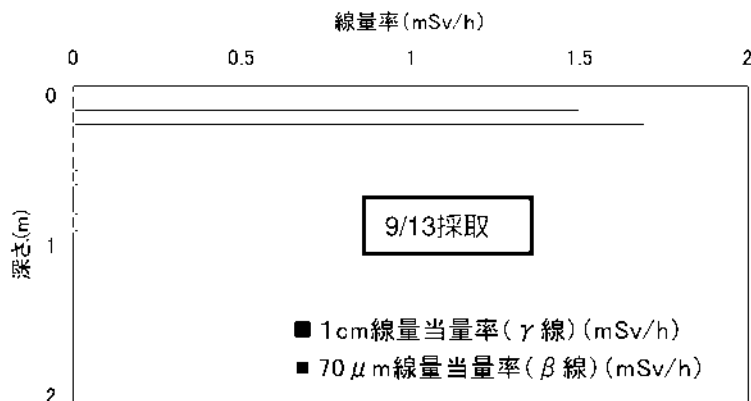 線量率(mSv/h)
0 0.5 1 1.5 2
0
1
2
深さ(m)
9/13採取
■ 1cm線量当量率(γ線)(mSv/h)
■ 70μm線量当量率(β線)(mSv/h)